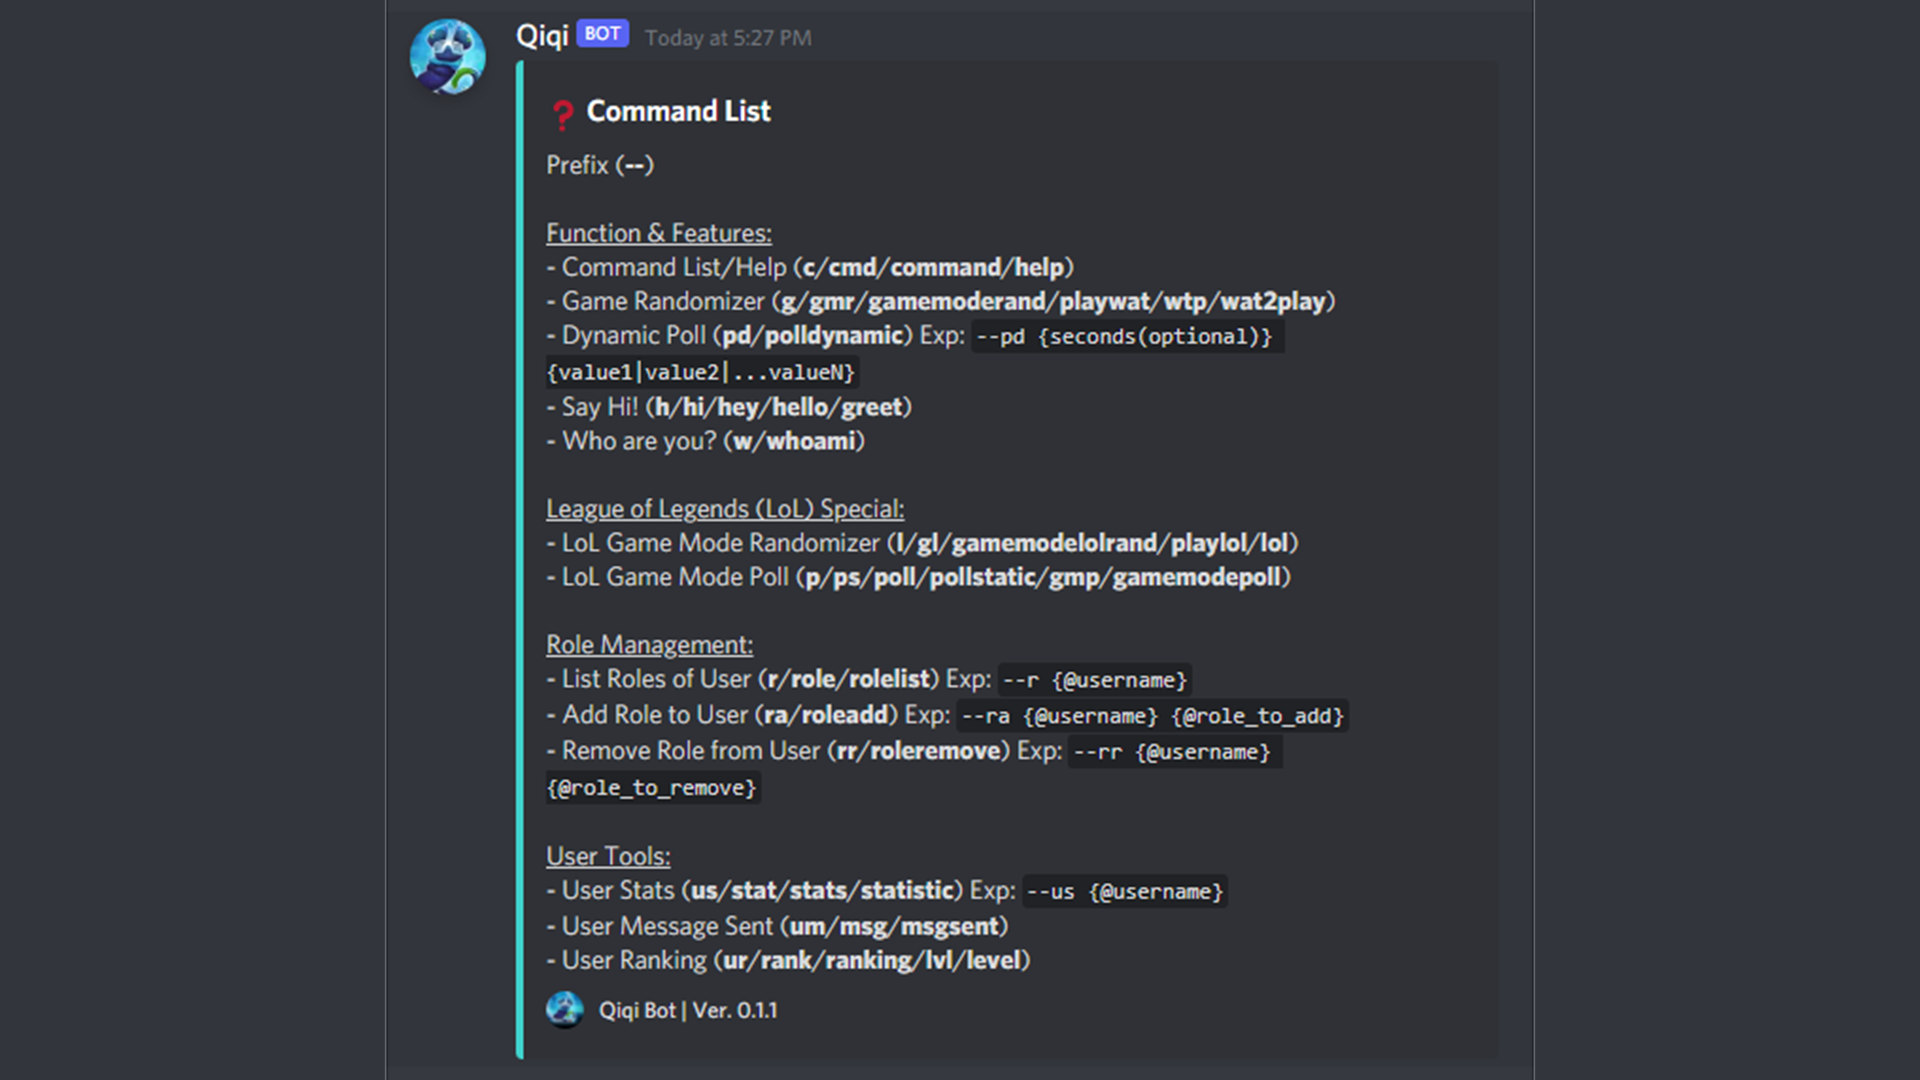 Qiqi BOT Today at 5:27 PM
❓ Command List
Prefix (--)
Function & Features:
- Command List/Help (c/cmd/command/help)
- Game Randomizer (g/gmr/gamemoderand/playwat/wtp/wat2play)
- Dynamic Poll (pd/polldynamic) Exp: --pd {seconds(optional)}
{value1|value2|...valueN}
- Say Hi! (h/hi/hey/hello/greet)
- Who are you? (w/whoami)
League of Legends (LoL) Special:
- LoL Game Mode Randomizer (l/gl/gamemodelolrand/playlol/lol)
- LoL Game Mode Poll (p/ps/poll/pollstatic/gmp/gamemodepoll)
Role Management:
- List Roles of User (r/role/rolelist) Exp: --r {@username}
- Add Role to User (ra/roleadd) Exp: --ra {@username} {@role_to_add}
- Remove Role from User (rr/roleremove) Exp: --rr {@username}
{@role_to_remove}
User Tools:
- User Stats (us/stat/stats/statistic) Exp: --us {@username}
- User Message Sent (um/msg/msgsent)
- User Ranking (ur/rank/ranking/lvl/level)
Qiqi Bot | Ver. 0.1.1